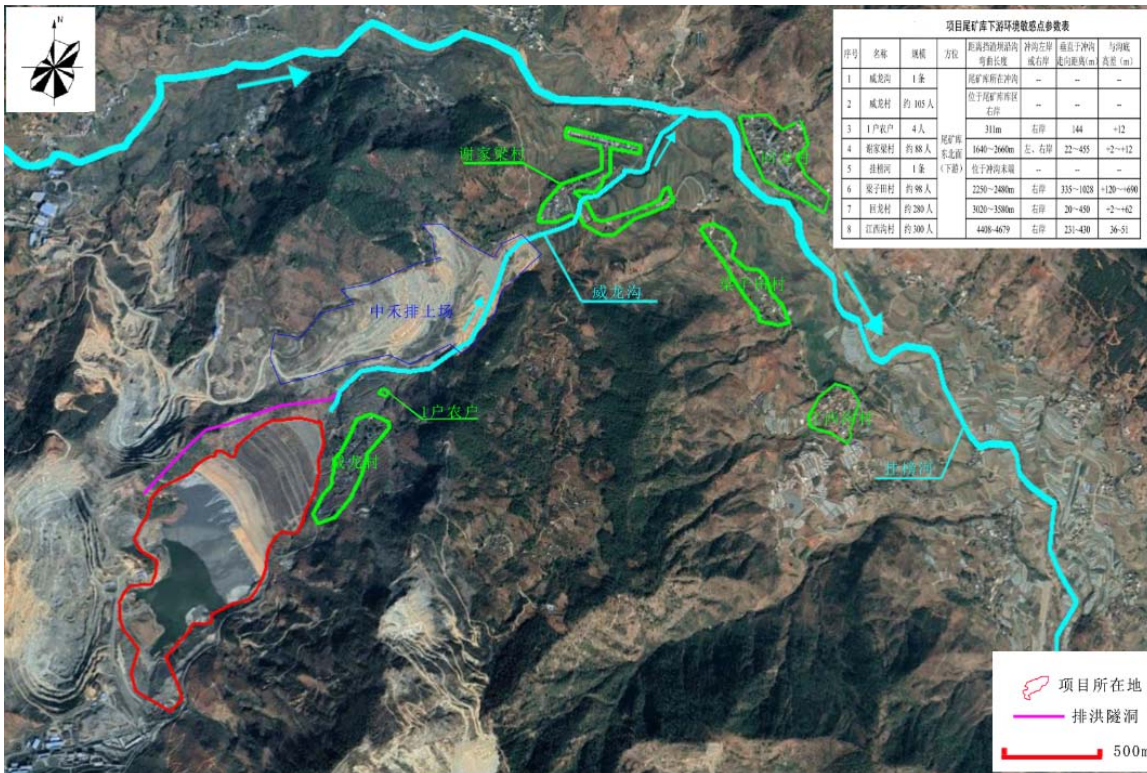 N
项目尾矿库下游环境敏感点参数表
序号 名称 规模 方位 距离挡渣坝沿沟弯曲长度 冲沟左岸或右岸 垂直于冲沟走向距离(m) 与沟底高差(m)
1 威龙沟 1条 尾矿库东北面(下游) 尾矿库所在冲沟 -- -- --
2 威龙村 约105人 位于尾矿库库区右岸 -- -- --
3 1户农户 4人 311m 右岸 144 +12
4 谢家梁村 约88人 1640~2660m 左、右岸 22~455 +2~+12
5 挂榜河 1条 位于冲沟末端 -- -- --
6 梁子田村 约98人 2250~2480m 右岸 335~1028 +120~+690
7 回龙村 约280人 3020~3580m 右岸 20~450 +2~+62
8 江西沟村 约300人 4408-4679 右岸 231-430 36-51
谢家梁村
回龙村
梁子田村
威龙沟
中禾排土场
1户农户
威龙村
挂榜河
项目所在地
排洪隧洞
500m